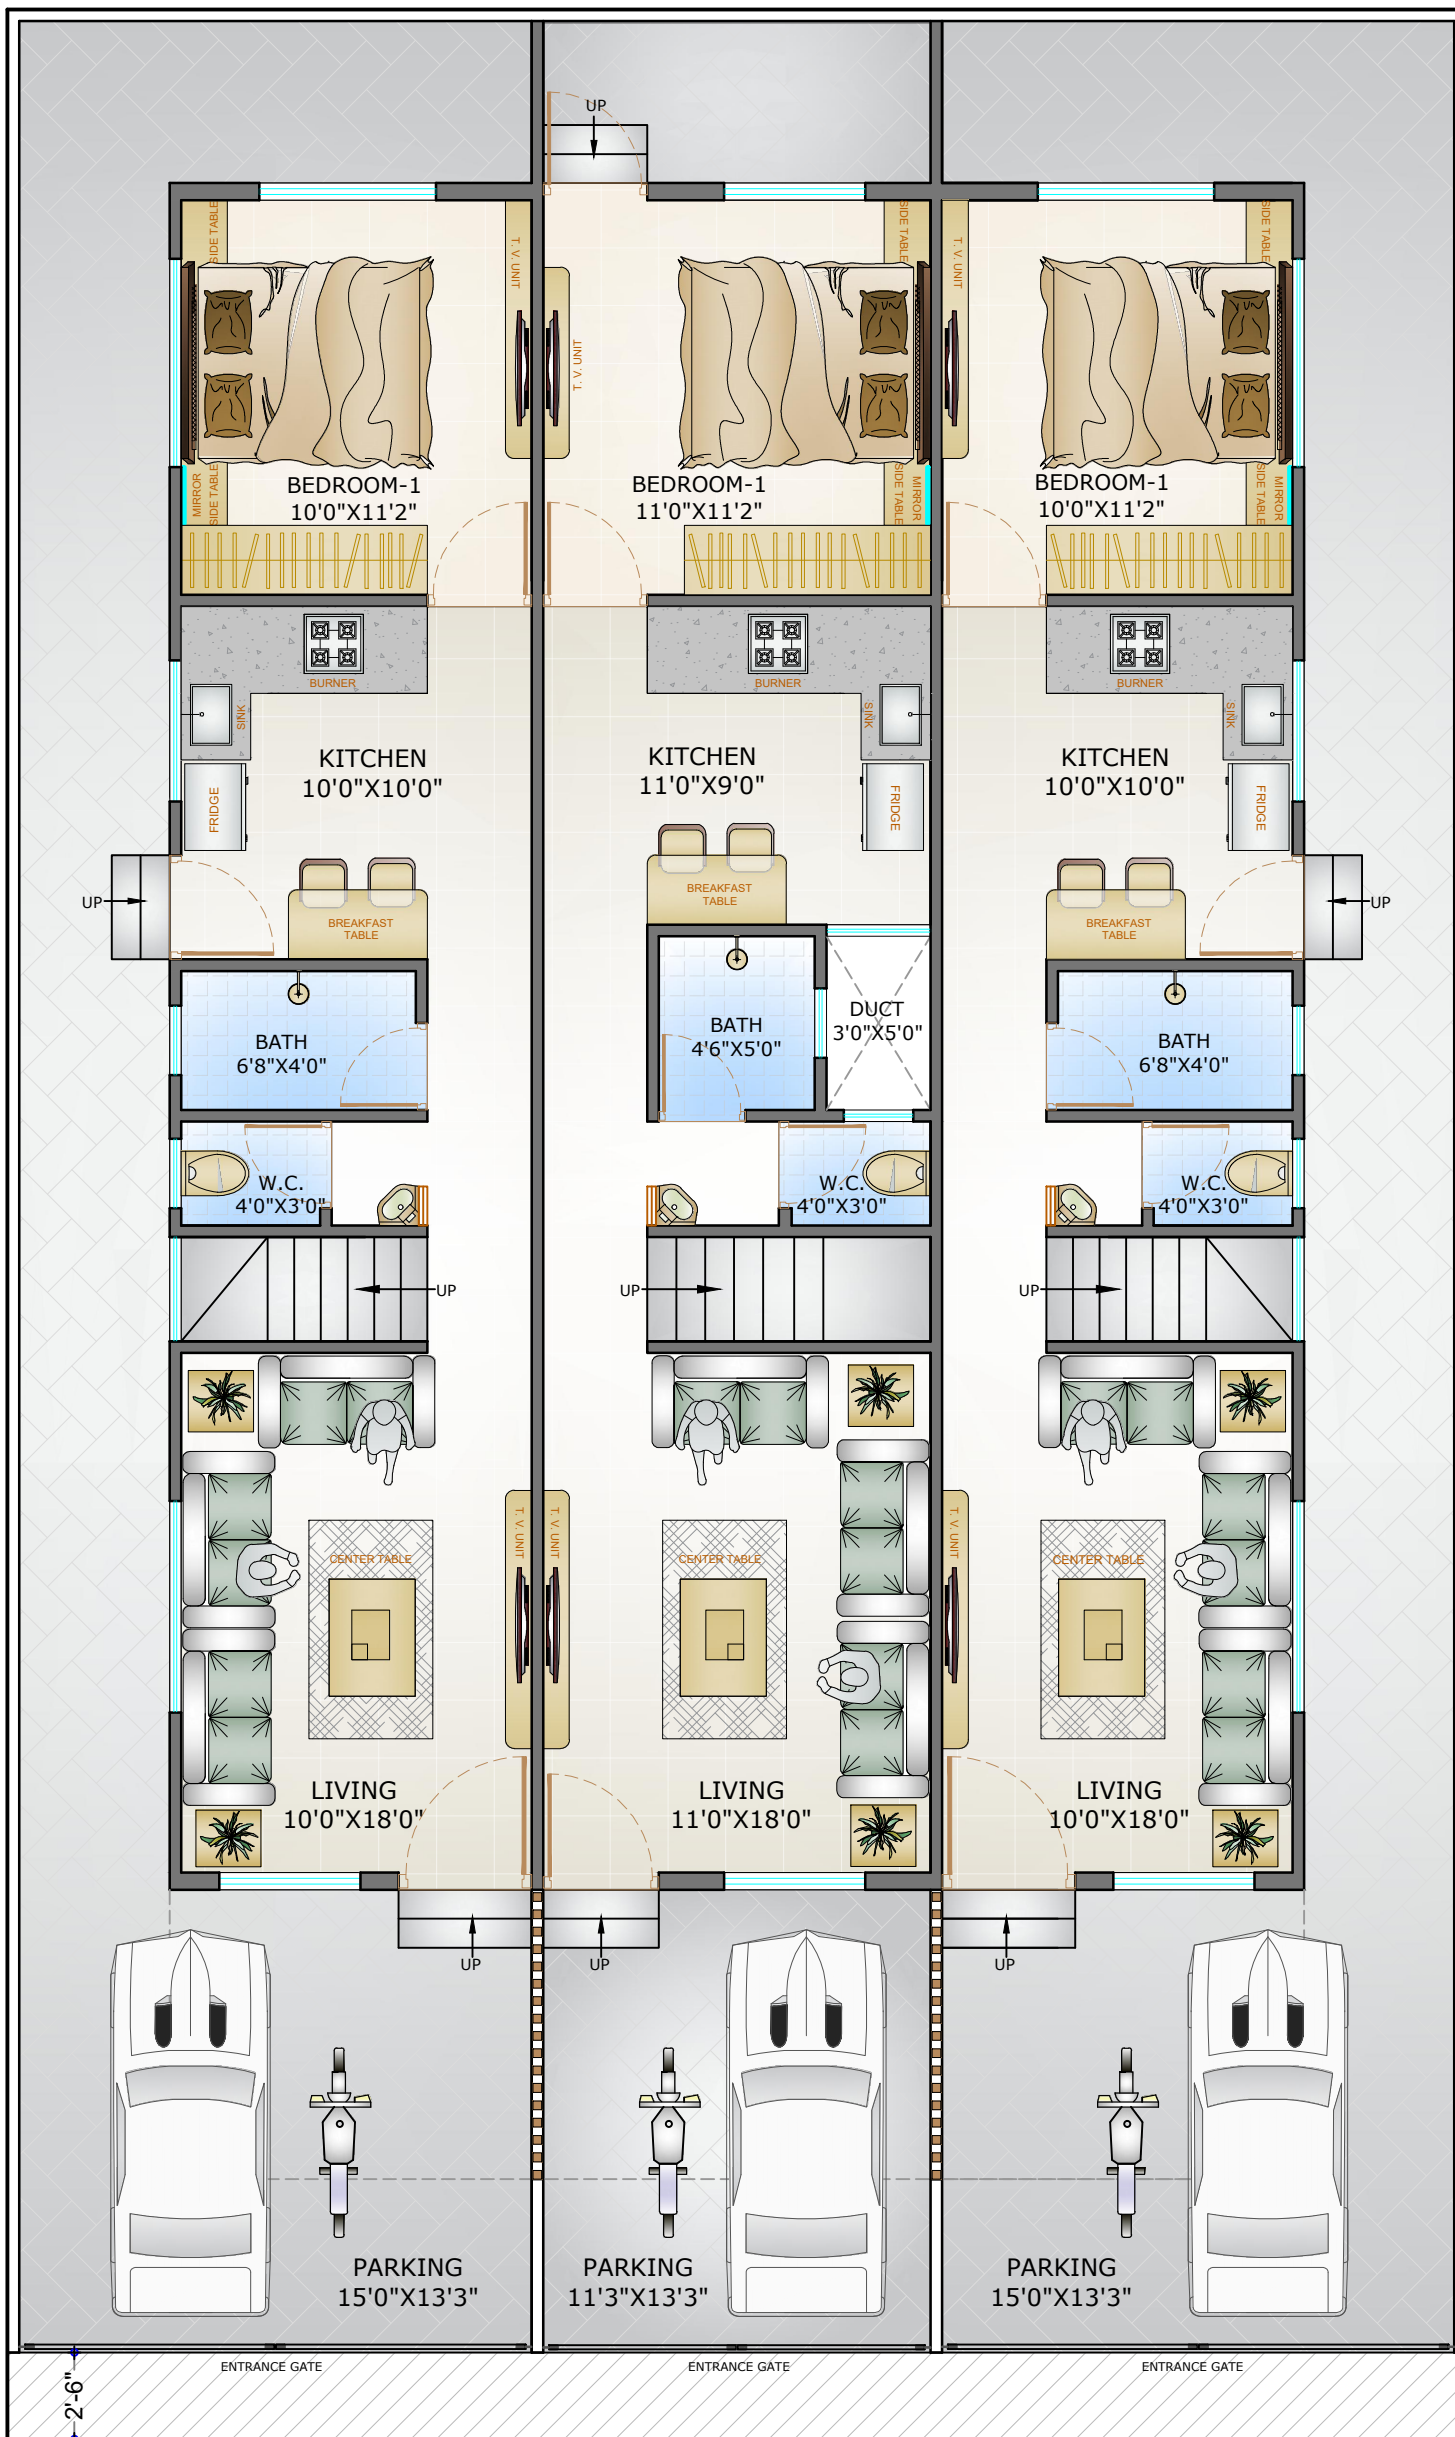 UP
SIDE TABLE
T. V. UNIT
T. V. UNIT
SIDE TABLE
T. V. UNIT
SIDE TABLE
MIRROR
SIDE TABLE
BEDROOM-1
10'0"X11'2"
BEDROOM-1
11'0"X11'2"
SIDE TABLE
MIRROR
BEDROOM-1
10'0"X11'2"
SIDE TABLE
MIRROR
BURNER
BURNER
BURNER
SINK
SINK
SINK
KITCHEN
10'0"X10'0"
KITCHEN
11'0"X9'0"
KITCHEN
10'0"X10'0"
FRIDGE
FRIDGE
FRIDGE
UP
BREAKFAST
TABLE
BREAKFAST
TABLE
BREAKFAST
TABLE
UP
BATH
6'8"X4'0"
BATH
4'6"X5'0"
DUCT
3'0"X5'0"
BATH
6'8"X4'0"
W.C.
4'0"X3'0"
W.C.
4'0"X3'0"
W.C.
4'0"X3'0"
UP
UP
UP
T. V. UNIT
T. V. UNIT
T. V. UNIT
CENTER TABLE
CENTER TABLE
CENTER TABLE
LIVING
10'0"X18'0"
LIVING
11'0"X18'0"
LIVING
10'0"X18'0"
UP
UP
UP
PARKING
15'0"X13'3"
PARKING
11'3"X13'3"
PARKING
15'0"X13'3"
ENTRANCE GATE
ENTRANCE GATE
ENTRANCE GATE
2'-6"